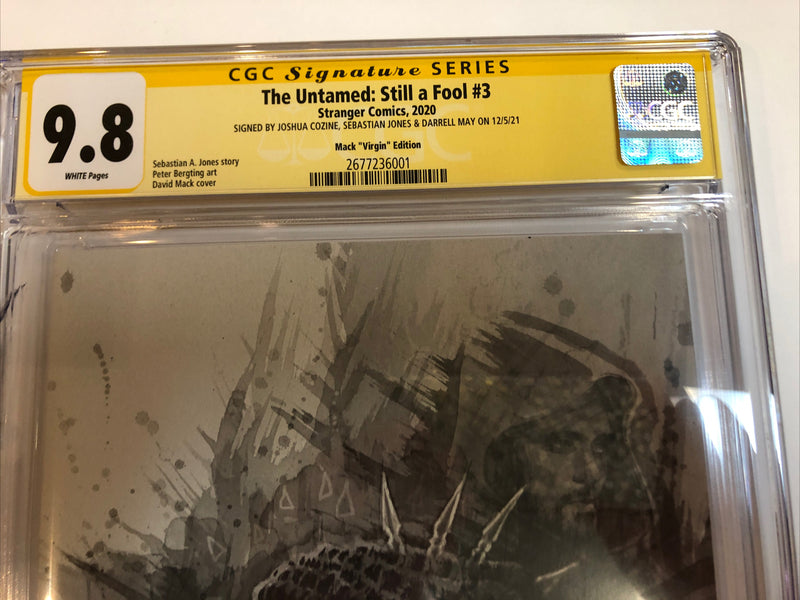 CGC Signature SERIES
The Untamed: Still a Fool #3
Stranger Comics, 2020
SIGNED BY JOSHUA COZINE, SEBASTIAN JONES & DARRELL MAY ON 12/5/21
Mack "Virgin" Edition
2677236001
9.8
WHITE Pages
Sebastian A. Jones story
Peter Bergting art
David Mack cover
CGC